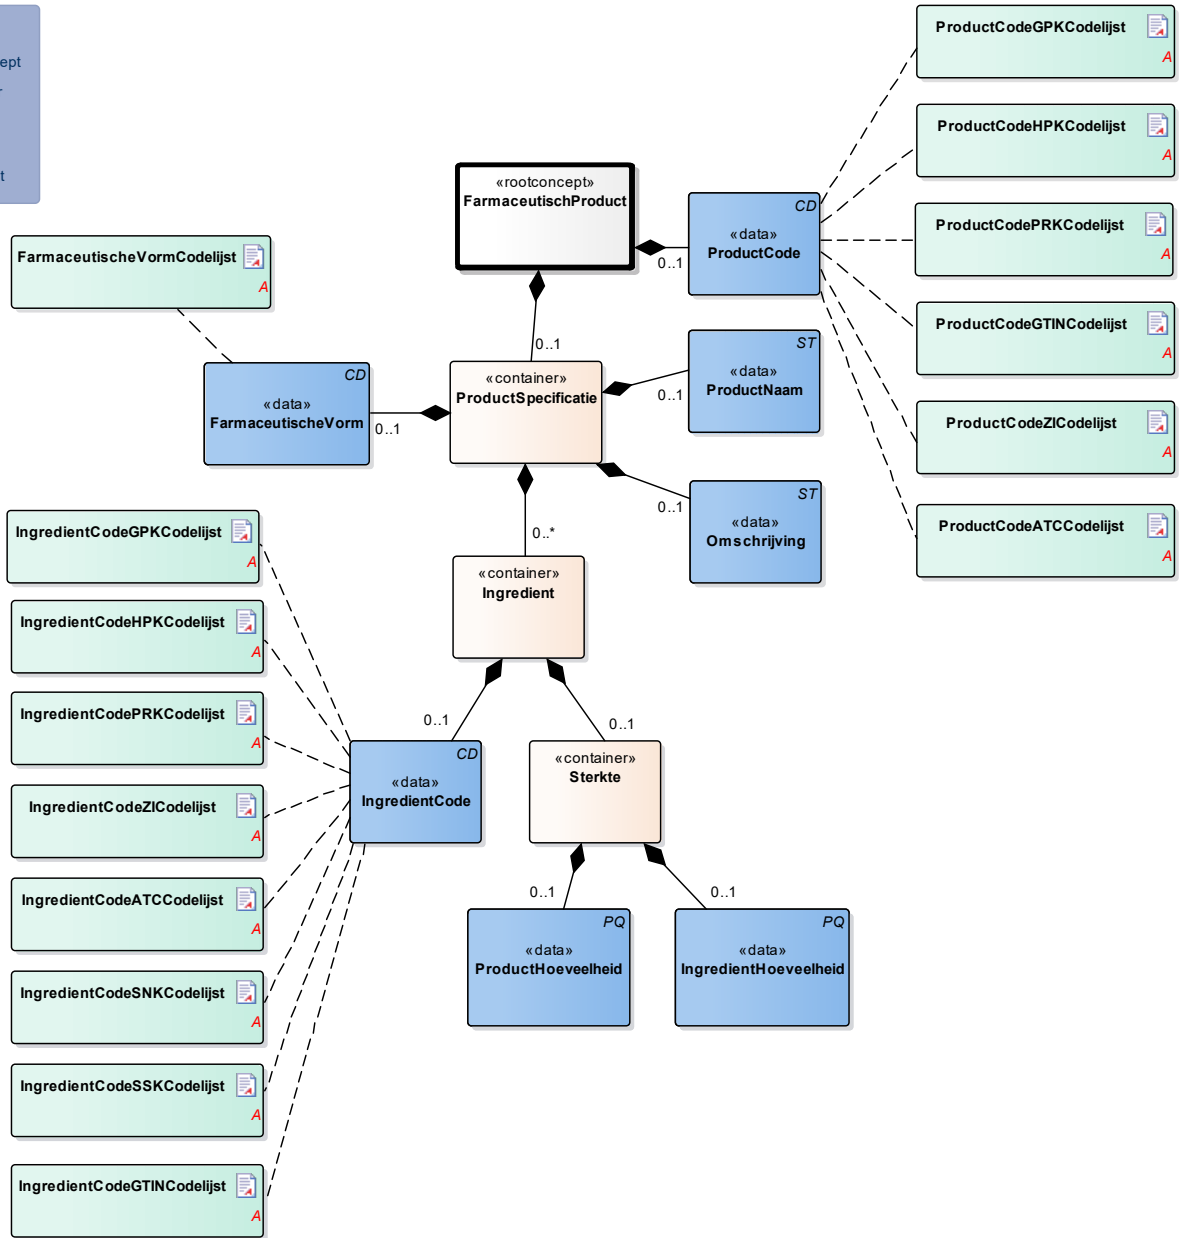 ept
r
t
ProductCodeGPKCodelijst
A
ProductCodeHPKCodelijst
A
«rootconcept»
FarmaceutischProduct
0..1
CD
«data»
ProductCode
ProductCodePRKCodelijst
A
FarmaceutischeVormCodelijst
A
ProductCodeGTINCodelijst
A
0..1
CD
«data»
FarmaceutischeVorm
0..1
«container»
ProductSpecificatie
ST
«data»
ProductNaam
0..1
ProductCodeZICodelijst
A
ST
«data»
Omschrijving
0..1
ProductCodeATCCodelijst
A
0..*
IngredientCodeGPKCodelijst
A
«container»
Ingredient
IngredientCodeHPKCodelijst
A
IngredientCodePRKCodelijst
A
0..1
0..1
CD
«data»
IngredientCode
«container»
Sterkte
IngredientCodeZICodelijst
A
IngredientCodeATCCodelijst
A
0..1
0..1
PQ
«data»
ProductHoeveelheid
PQ
«data»
IngredientHoeveelheid
IngredientCodeSNKCodelijst
A
IngredientCodeSSKCodelijst
A
IngredientCodeGTINCodelijst
A